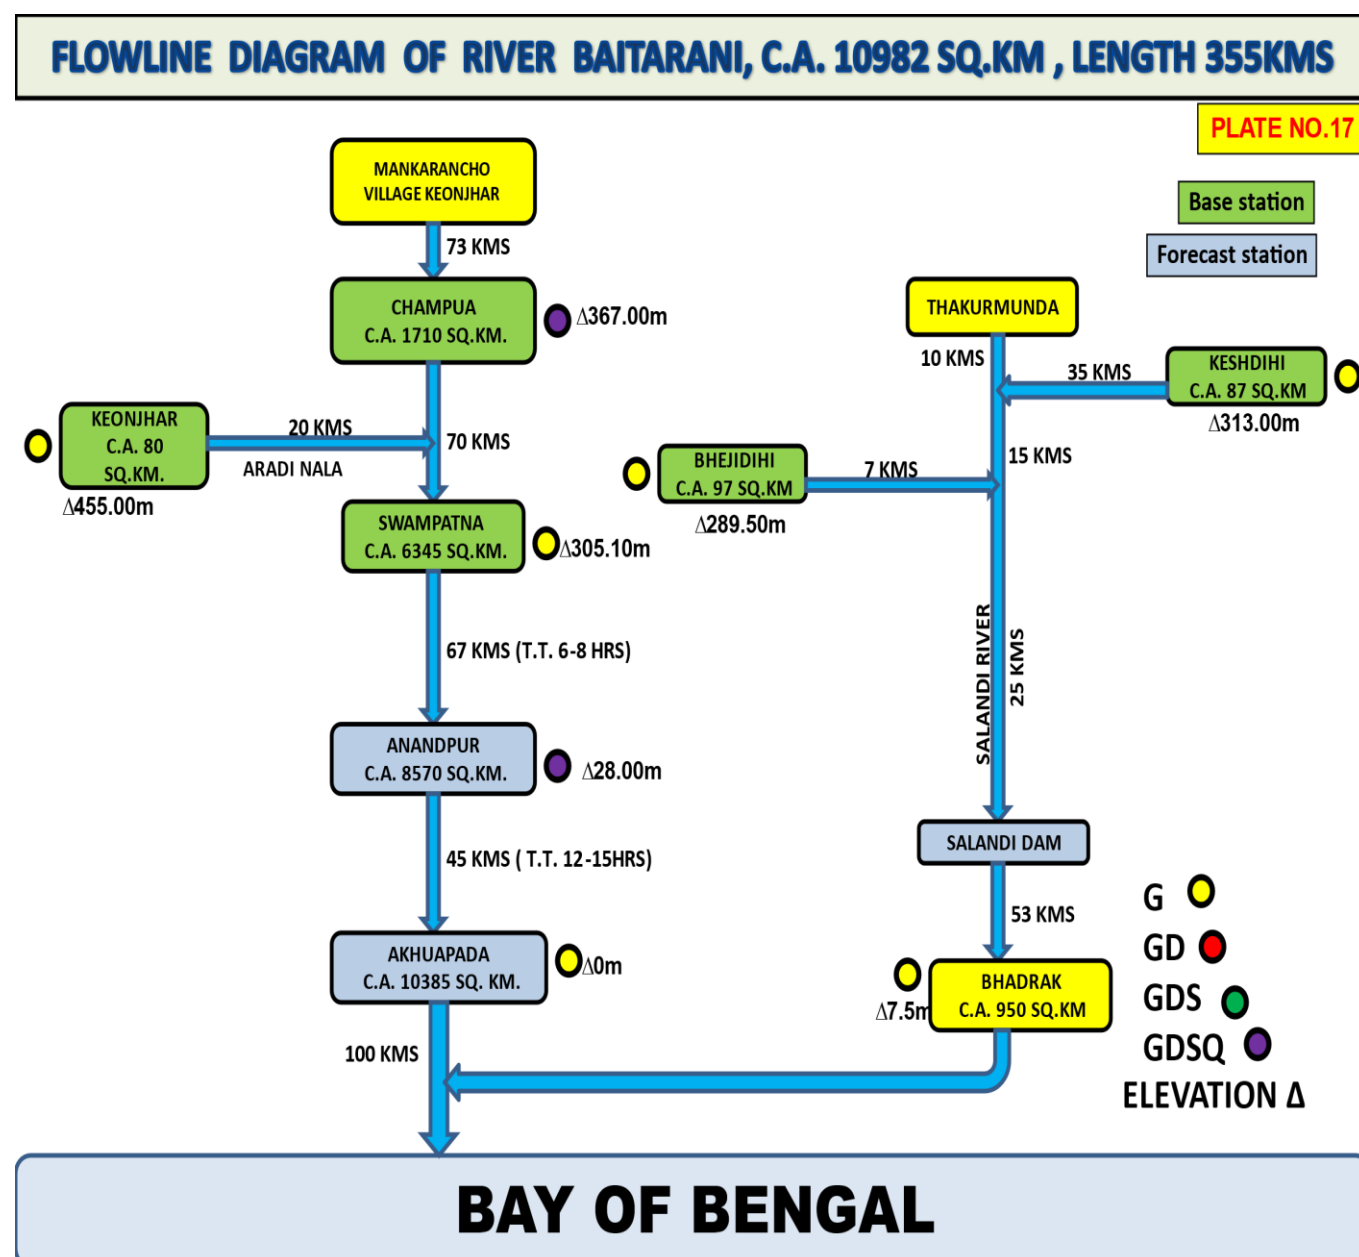 FLOWLINE DIAGRAM OF RIVER BAITARANI, C.A. 10982 SQ.KM , LENGTH 355KMS
PLATE NO.17
MANKARANCHO
VILLAGE KEONJHAR
Base station
Forecast station
73 KMS
CHAMPUA
C.A. 1710 SQ.KM.
Δ367.00m
THAKURMUNDA
10 KMS
35 KMS
KESHDIHI
C.A. 87 SQ.KM
Δ313.00m
KEONJHAR
C.A. 80
SQ.KM.
Δ455.00m
20 KMS
ARADI NALA
70 KMS
BHEJIDIHI
C.A. 97 SQ.KM
Δ289.50m
7 KMS
15 KMS
SWAMPATNA
C.A. 6345 SQ.KM.
Δ305.10m
67 KMS (T.T. 6-8 HRS)
SALANDI RIVER
25 KMS
ANANDPUR
C.A. 8570 SQ.KM.
Δ28.00m
45 KMS ( T.T. 12-15HRS)
SALANDI DAM
53 KMS
AKHUAPADA
C.A. 10385 SQ. KM.
Δ0m
BHADRAK
C.A. 950 SQ.KM
Δ7.5m
G
GD
GDS
GDSQ
ELEVATION Δ
100 KMS
BAY OF BENGAL